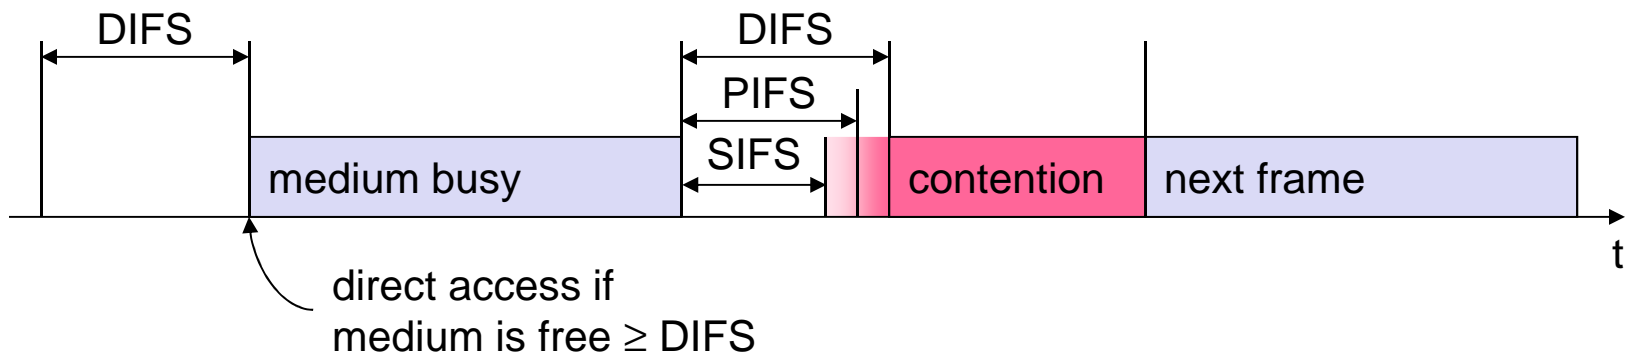 DIFS
DIFS
PIFS
SIFS
medium busy
contention
next frame
t
direct access if
medium is free ≥ DIFS